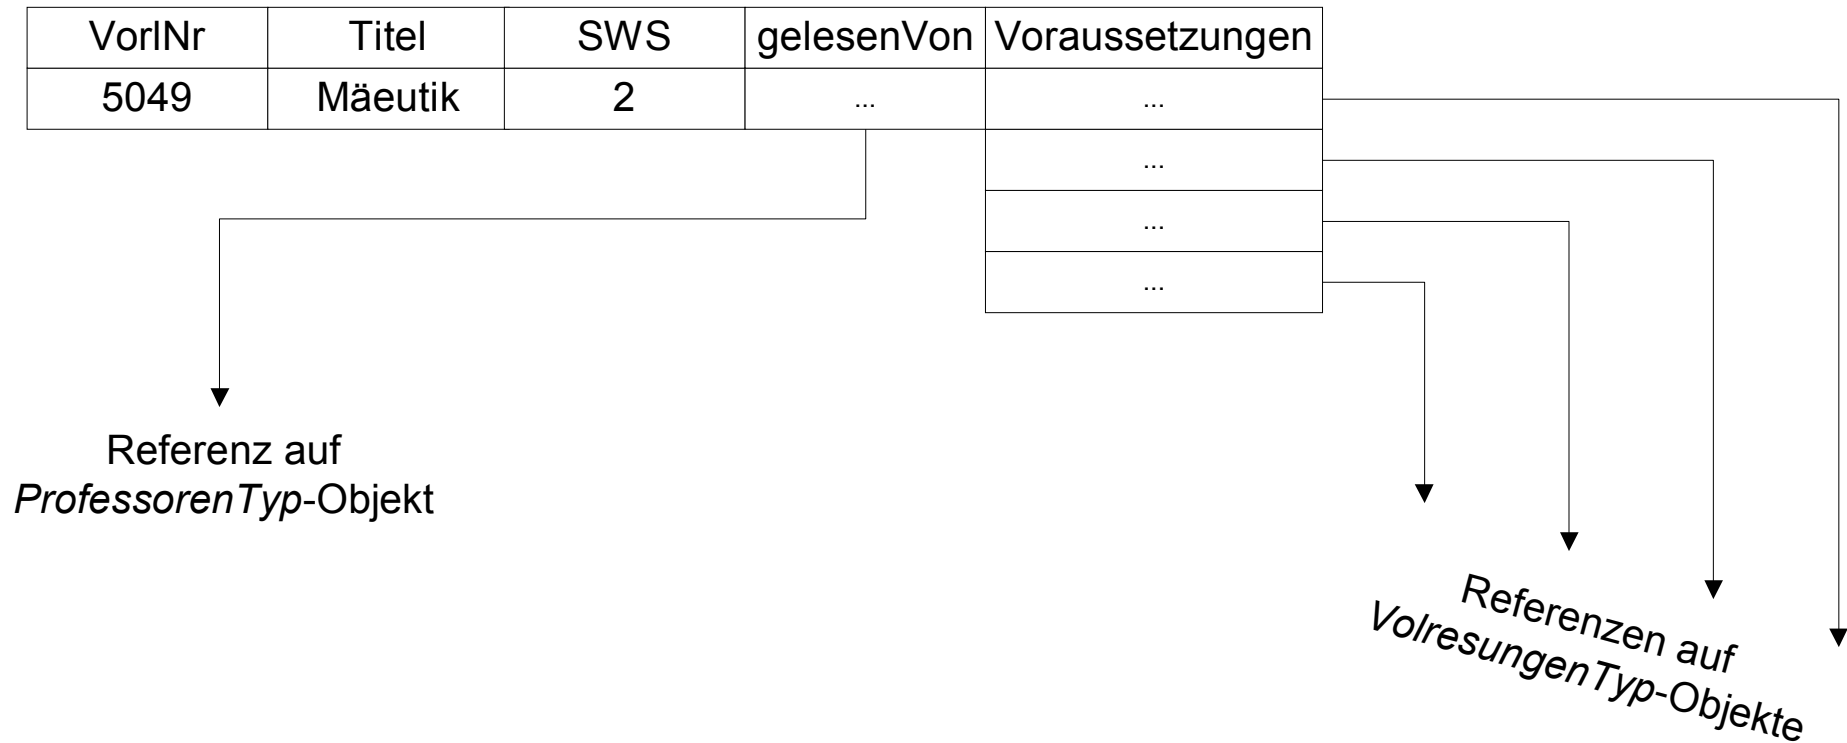 VorlNr Titel SWS gelesenVon Voraussetzungen
5049 Mäeutik 2 ... ...
...
...
...
Referenz auf
ProfessorenTyp-Objekt
Referenzen auf
VolresungenTyp-Objekte